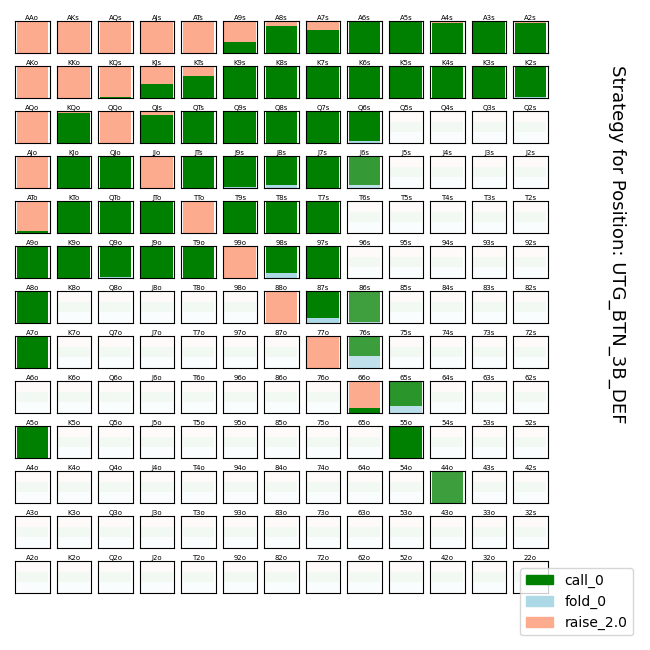 AAo AKs AQs AJs ATs A9s A8s A7s A6s A5s A4s A3s A2s
AKo KKo KQs KJs KTs K9s K8s K7s K6s K5s K4s K3s K2s
AQo KQo QQo QJs QTs Q9s Q8s Q7s Q6s Q5s Q4s Q3s Q2s
AJo KJo QJo JJo JTs J9s J8s J7s J6s J5s J4s J3s J2s
ATo KTo QTo JTo TTo T9s T8s T7s T6s T5s T4s T3s T2s
A9o K9o Q9o J9o T9o 99o 98s 97s 96s 95s 94s 93s 92s
A8o K8o Q8o J8o T8o 98o 88o 87s 86s 85s 84s 83s 82s
A7o K7o Q7o J7o T7o 97o 87o 77o 76s 75s 74s 73s 72s
A6o K6o Q6o J6o T6o 96o 86o 76o 66o 65s 64s 63s 62s
A5o K5o Q5o J5o T5o 95o 85o 75o 65o 55o 54s 53s 52s
A4o K4o Q4o J4o T4o 94o 84o 74o 64o 54o 44o 43s 42s
A3o K3o Q3o J3o T3o 93o 83o 73o 63o 53o 43o 33o 32s
A2o K2o Q2o J2o T2o 92o 82o 72o 62o 52o 42o 32o 22o
Strategy for Position: UTG_BTN_3B_DEF
call_0
fold_0
raise_2.0